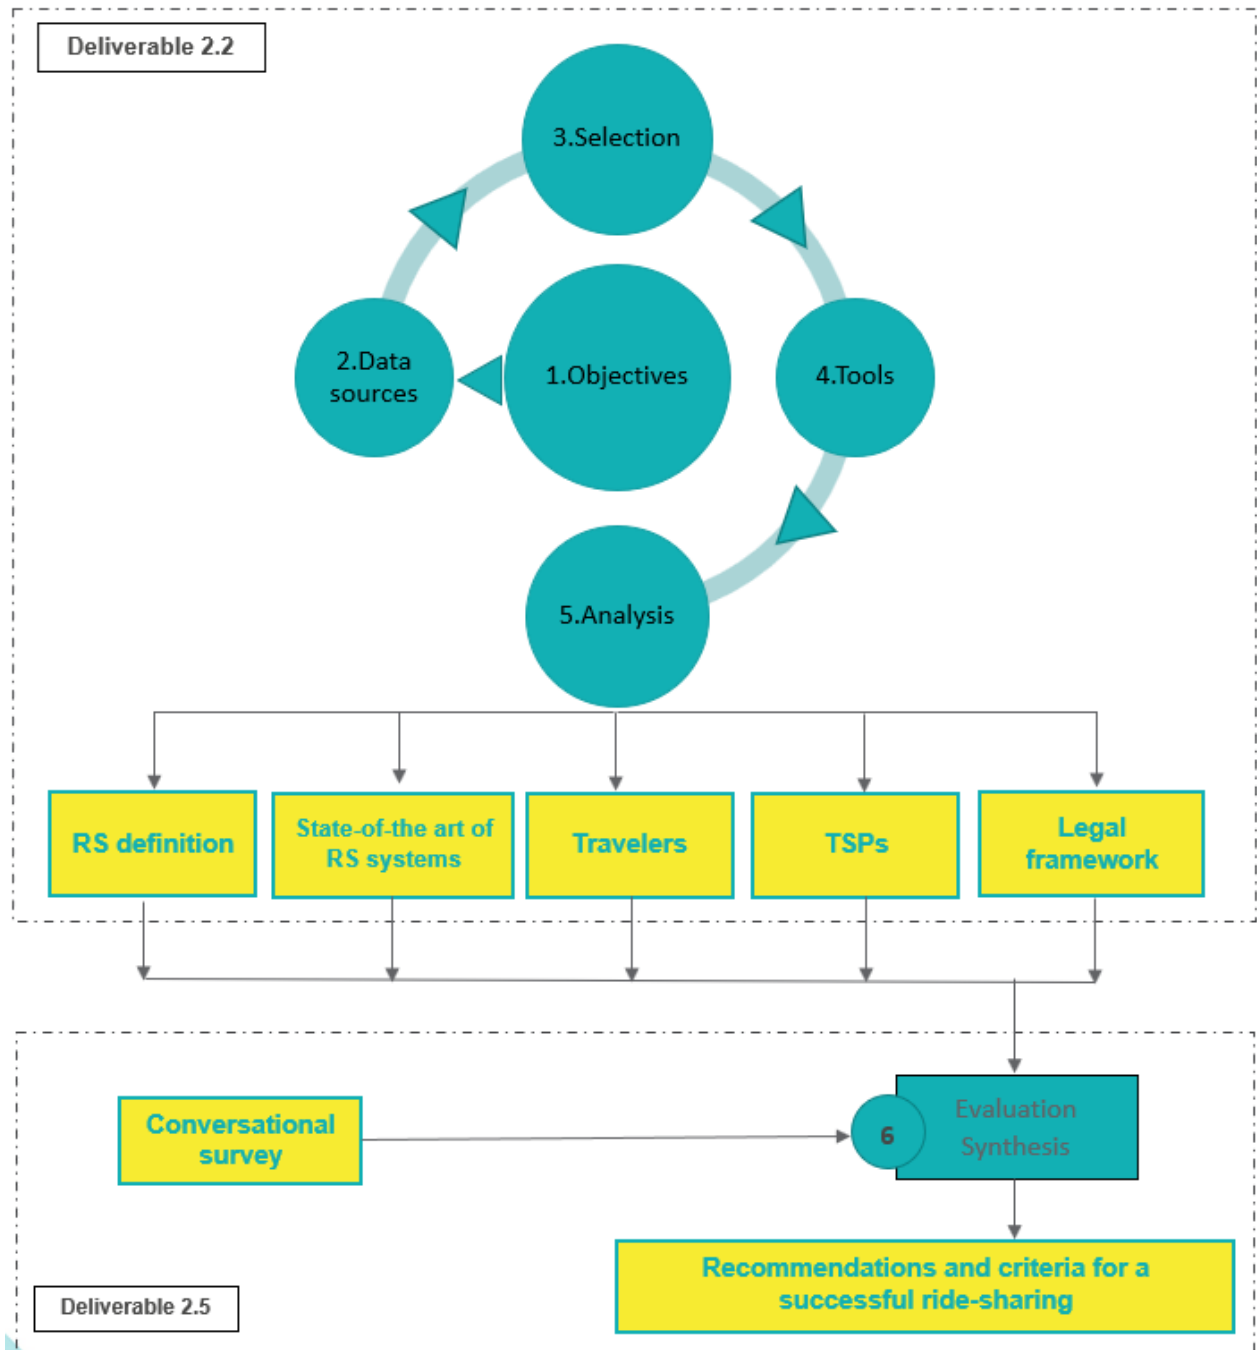 Deliverable 2.2
3.Selection
2.Data
sources
1.Objectives
4.Tools
5.Analysis
RS definition
State-of-the art of
RS systems
Travelers
TSPs
Legal
framework
Conversational
survey
6
Evaluation
Synthesis
Recommendations and criteria for a
successful ride-sharing
Deliverable 2.5